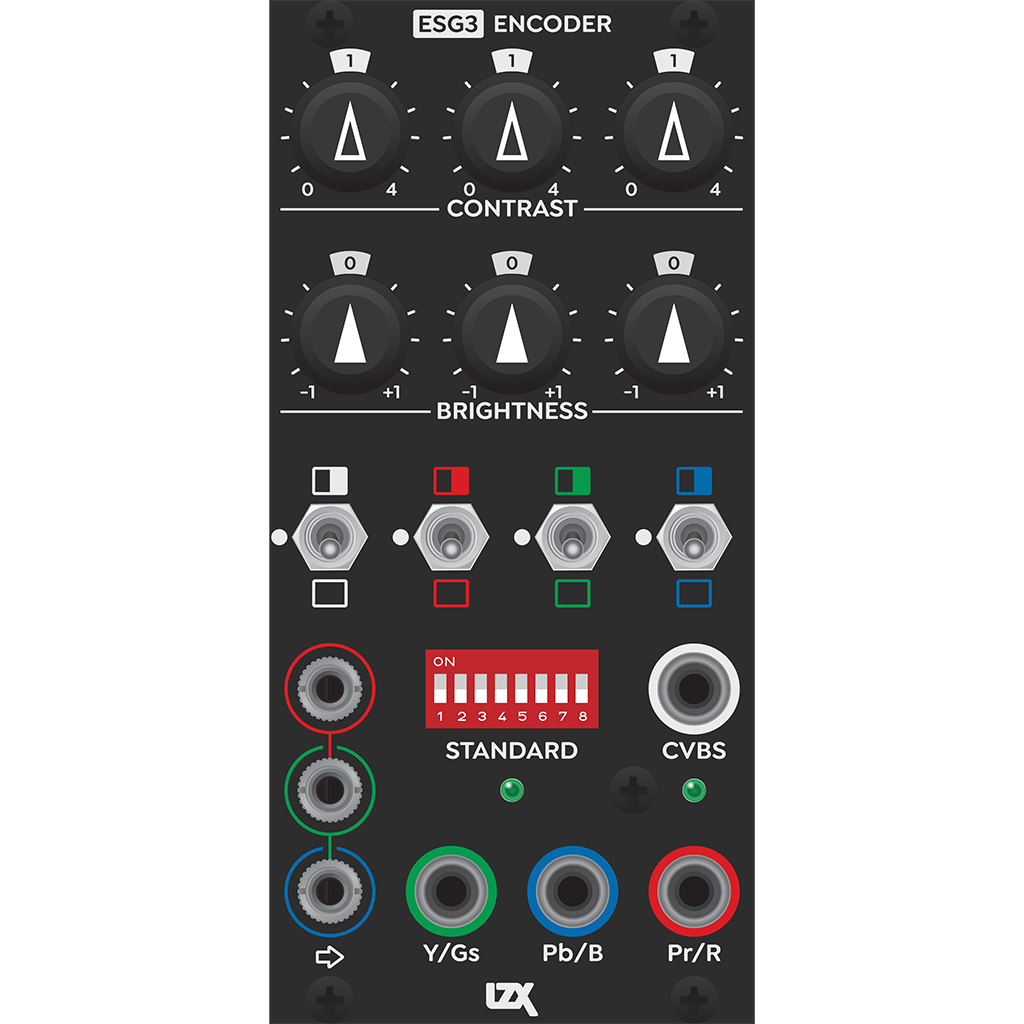 ESG3 ENCODER
1 1 1
0 4 0 4 0 4
CONTRAST
0 0 0
-1 +1 -1 +1 -1 +1
BRIGHTNESS
ON
1 2 3 4 5 6 7 8
STANDARD CVBS
Y/Gs Pb/B Pr/R
LZX